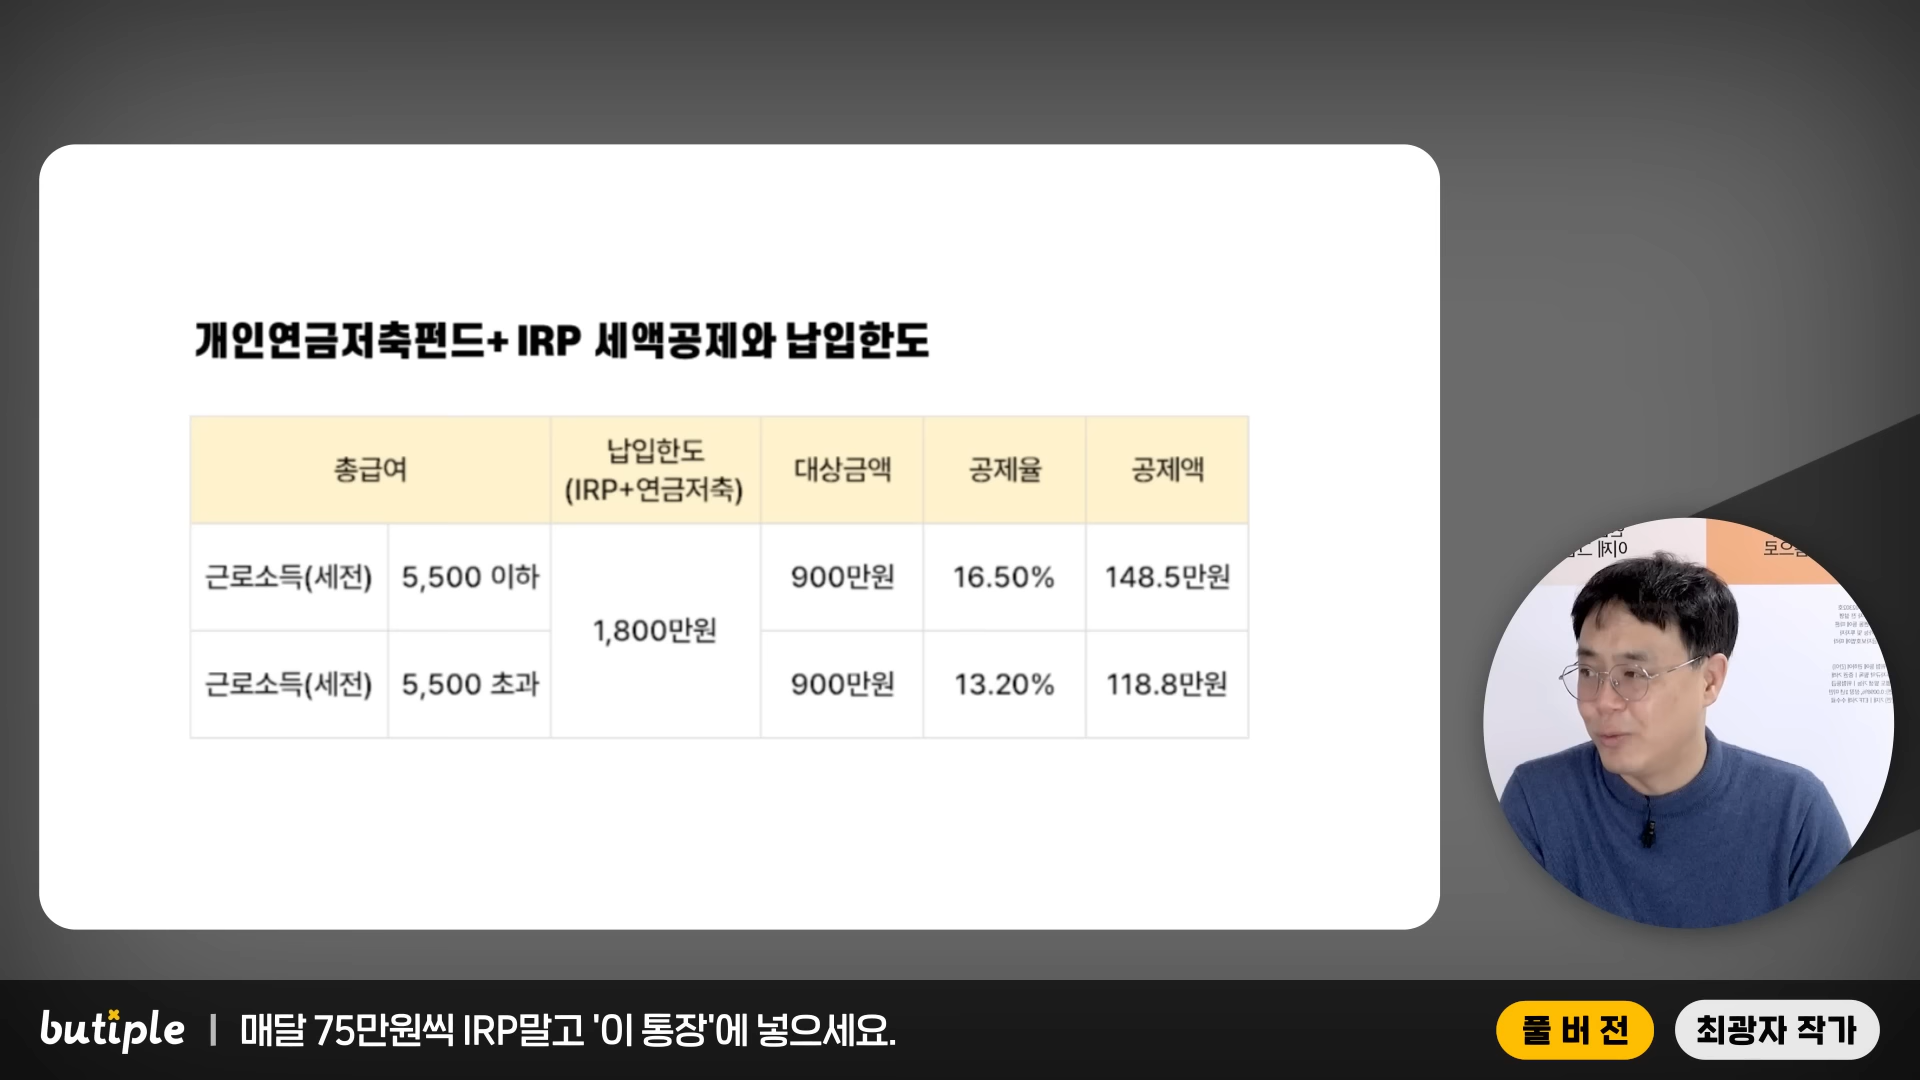 개인연금저축펀드+ IRP 세액공제와 납입한도
총급여
납입한도
(IRP+연금저축)
대상금액
공제율
공제액
근로소득(세전)
5,500 이하
1,800만원
900만원
16.50%
148.5만원
근로소득(세전)
5,500 초과
900만원
13.20%
118.8만원
butiple | 매달 75만원씩 IRP말고 '이 통장'에 넣으세요.
풀 버 전
최광자 작가